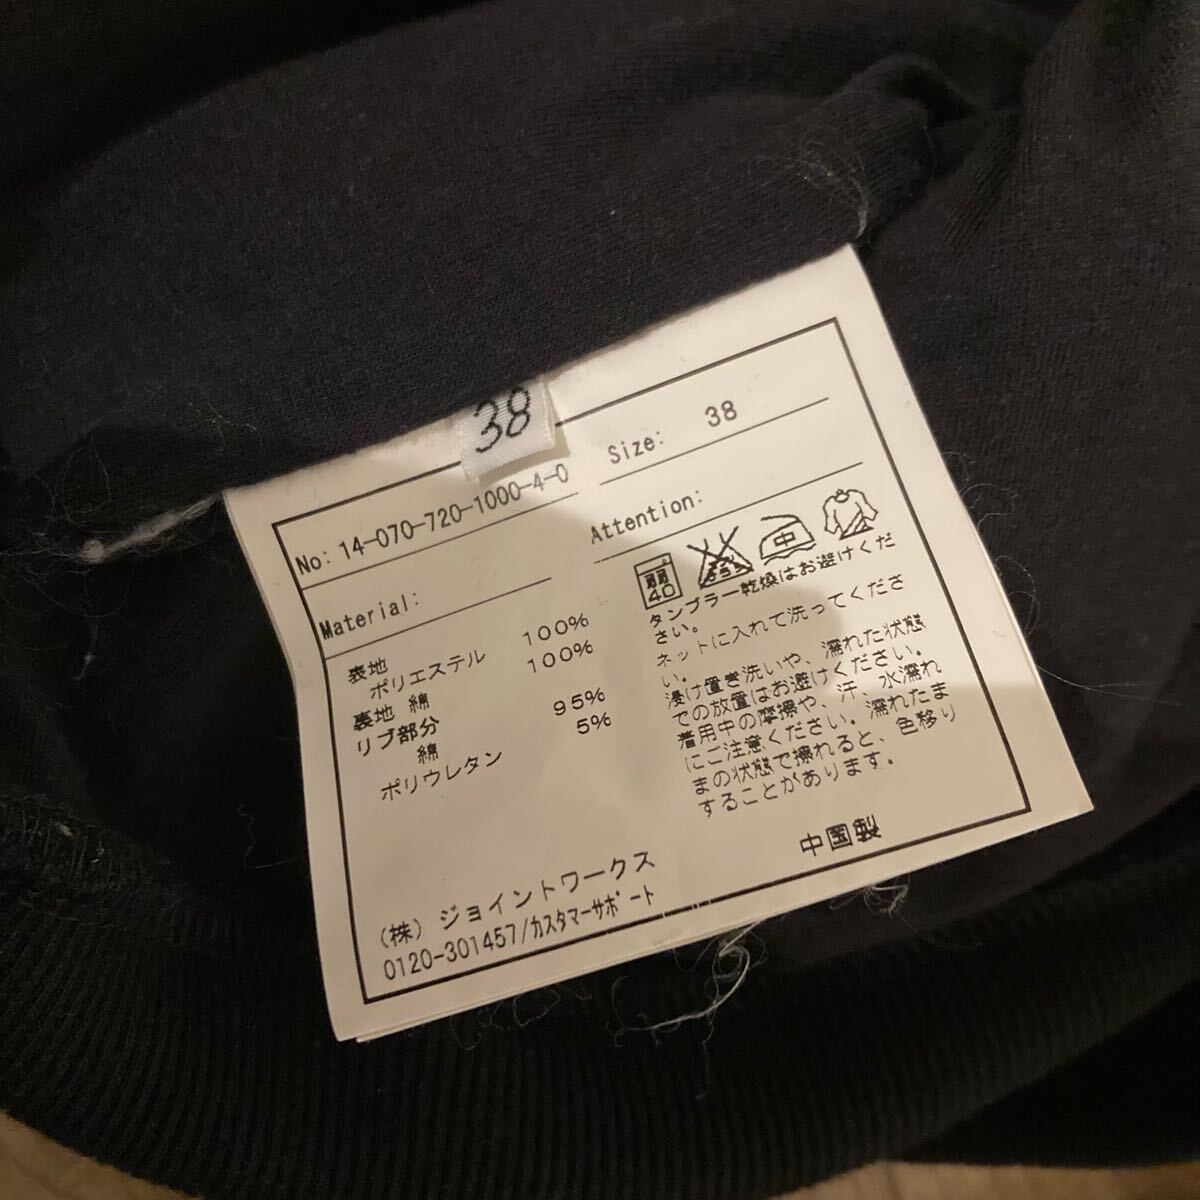 38
No: 14-070-720-1000-4-0
Size: 38
Material:
表地
ポリエステル 100%
裏地 綿 100%
リブ部分
綿 95%
ポリウレタン 5%
Attention:
弱
40
中
タンブラー乾燥はお避けくだ
さい。
ネットに入れて洗ってくださ
い。
浸け置き洗いや、濡れた状態
での放置はお避けください。
着用中の摩擦や、汗、水濡れ
にご注意ください。濡れたま
まの状態で擦れると、色移り
することがあります。
中国製
(株) ジョイントワークス
0120-301457/カスタマーサポート